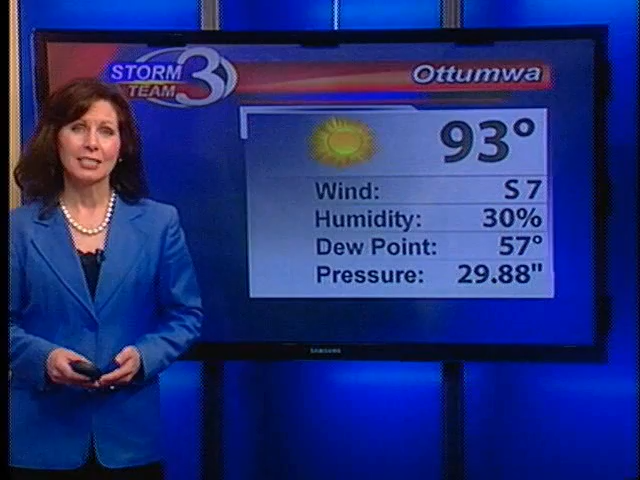 STORM
TEAM 3
Ottumwa
93°
Wind: S 7
Humidity: 30%
Dew Point: 57°
Pressure: 29.88"
SAMSUNG